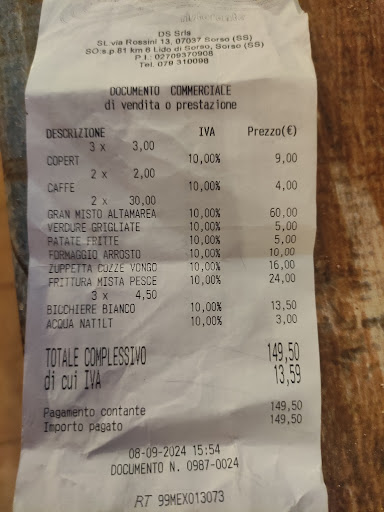 DS Srls
SL via Rossini 13, 07037 Sorso (SS)
SO:s.p 81 km 6 Lido di Sorso, Sorso (SS)
P.I.: 02709370908
Tel. 079 310098
DOCUMENTO COMMERCIALE
di vendita o prestazione
DESCRIZIONE IVA Prezzo(€)
3 x 3,00
COPERT 10,00% 9,00
2 x 2,00
CAFFE 10,00% 4,00
2 x 30,00
GRAN MISTO ALTAMAREA 10,00% 60,00
VERDURE GRIGLIATE 10,00% 5,00
PATATE FRITTE 10,00% 5,00
FORMAGGIO ARROSTO 10,00% 10,00
ZUPPETTA COZZE VONGO 10,00% 16,00
FRITTURA MISTA PESCE 10,00% 24,00
3 x 4,50
BICCHIERE BIANCO 10,00% 13,50
ACQUA NAT1LT 10,00% 3,00
TOTALE COMPLESSIVO 149,50
di cui IVA 13,59
Pagamento contante 149,50
Importo pagato 149,50
08-09-2024 15:54
DOCUMENTO N. 0987-0024
RT 99MEX013073